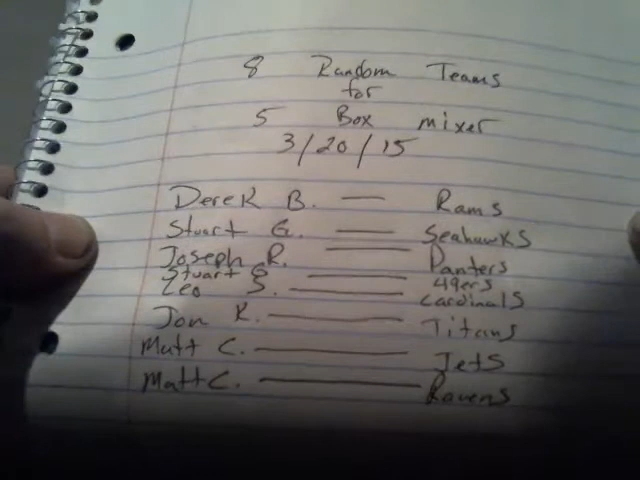 8 Random Teams
for
5 Box mixer
3/20/15
Derek B. — Rams
Stuart G. — Seahawks
Joseph R. — Panters
Stuart G. — 49ers
Leo S. — Cardinals
Jon K. — Titans
Matt C. — Jets
Matt C. — Ravens